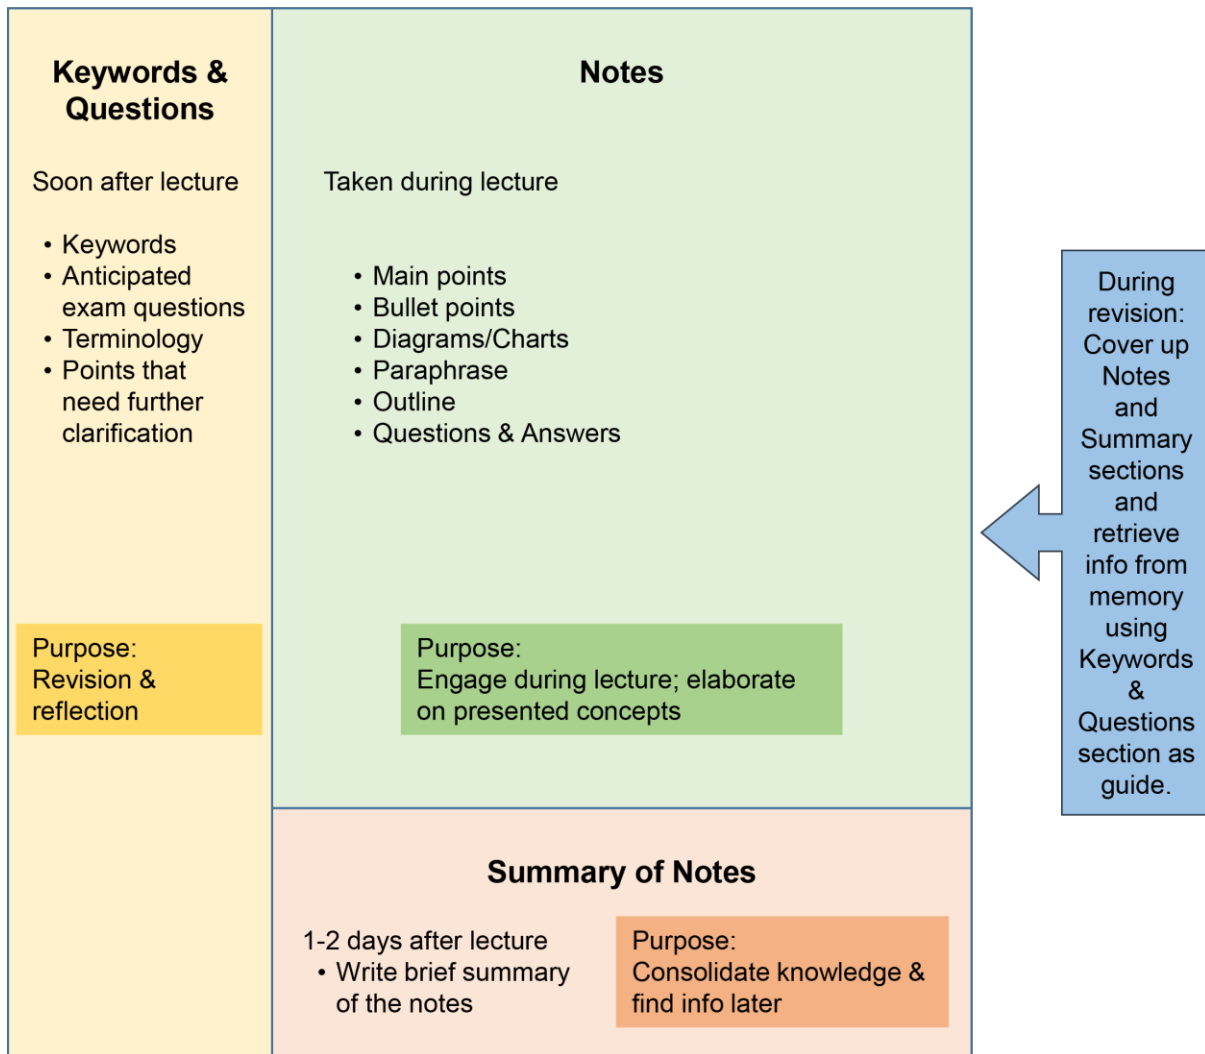 Keywords &
Questions
Soon after lecture
• Keywords
• Anticipated
exam questions
• Terminology
• Points that
need further
clarification
Purpose:
Revision &
reflection
Notes
Taken during lecture
• Main points
• Bullet points
• Diagrams/Charts
• Paraphrase
• Outline
• Questions & Answers
Purpose:
Engage during lecture; elaborate
on presented concepts
Summary of Notes
1-2 days after lecture
• Write brief summary
of the notes
Purpose:
Consolidate knowledge &
find info later
During
revision:
Cover up
Notes
and
Summary
sections
and
retrieve
info from
memory
using
Keywords
&
Questions
section as
guide.